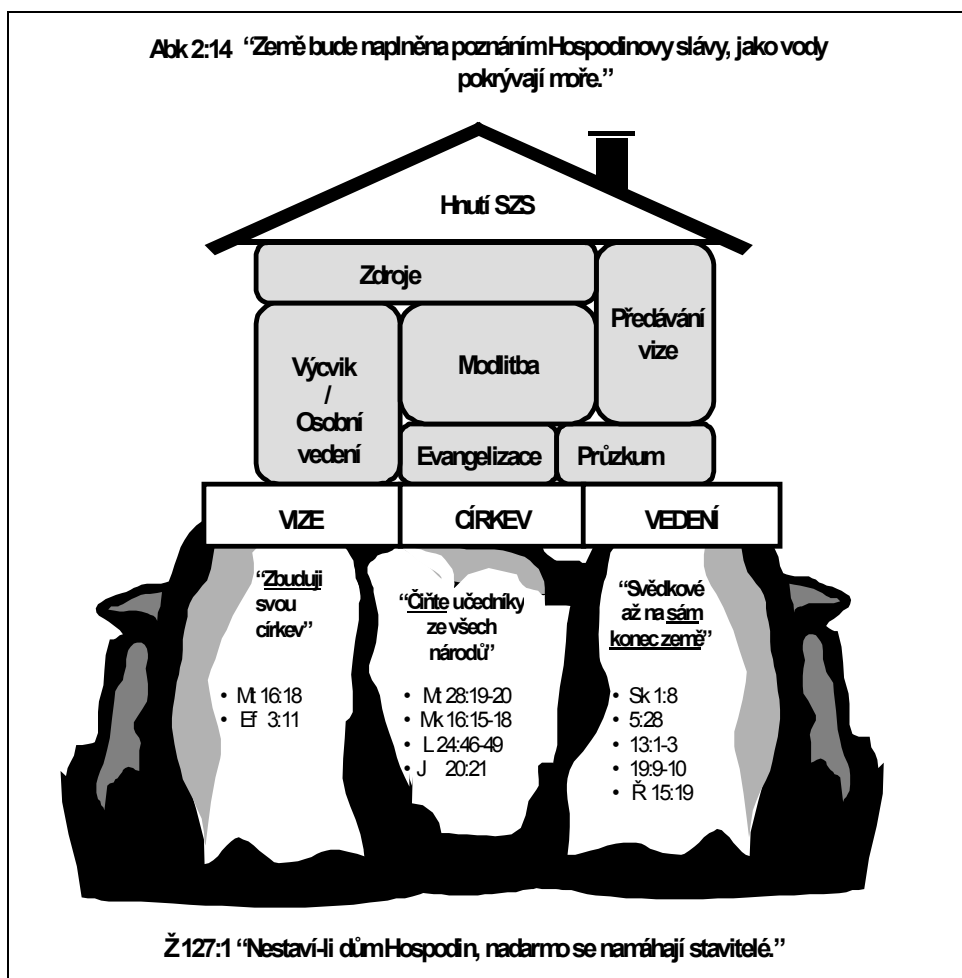 Abk 2:14 “Země bude naplněna poznáním Hospodinovy slávy, jako vody
pokrývají moře.”
Hnutí SZS
Zdroje
Předávání
vize
Výcvik
/
Osobní
vedení
Modlitba
Evangelizace
Průzkum
VIZE
CÍRKEV
VEDENÍ
“Zbuduji
svou
církev”
• Mt 16:18
• Ef 3:11
“Čiňte učedníky
ze všech
národů”
• Mt 28:19-20
• Mk 16:15-18
• L 24:46-49
• J 20:21
“Svědkové
až na sám
konec země”
• Sk 1:8
• 5:28
• 13:1-3
• 19:9-10
• Ř 15:19
Ž 127:1 “Nestaví-li dům Hospodin, nadarmo se namáhají stavitelé.”